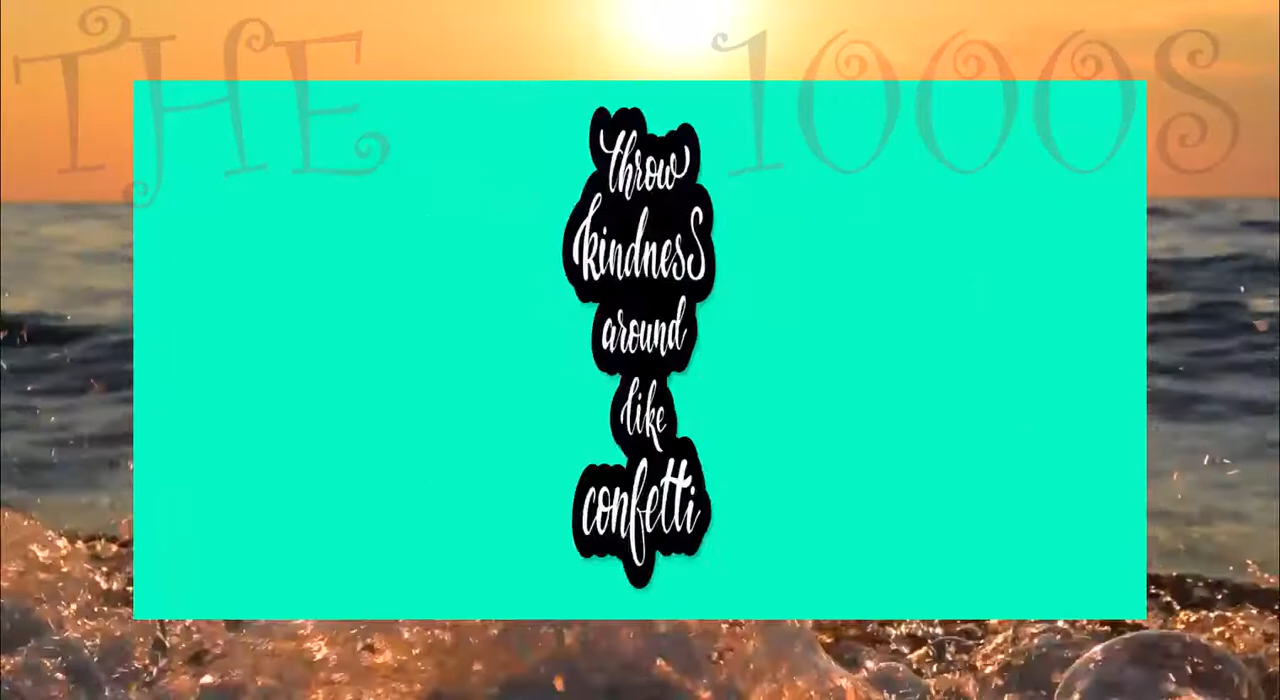 THE 1000S
throw
kindness
around
like
confetti